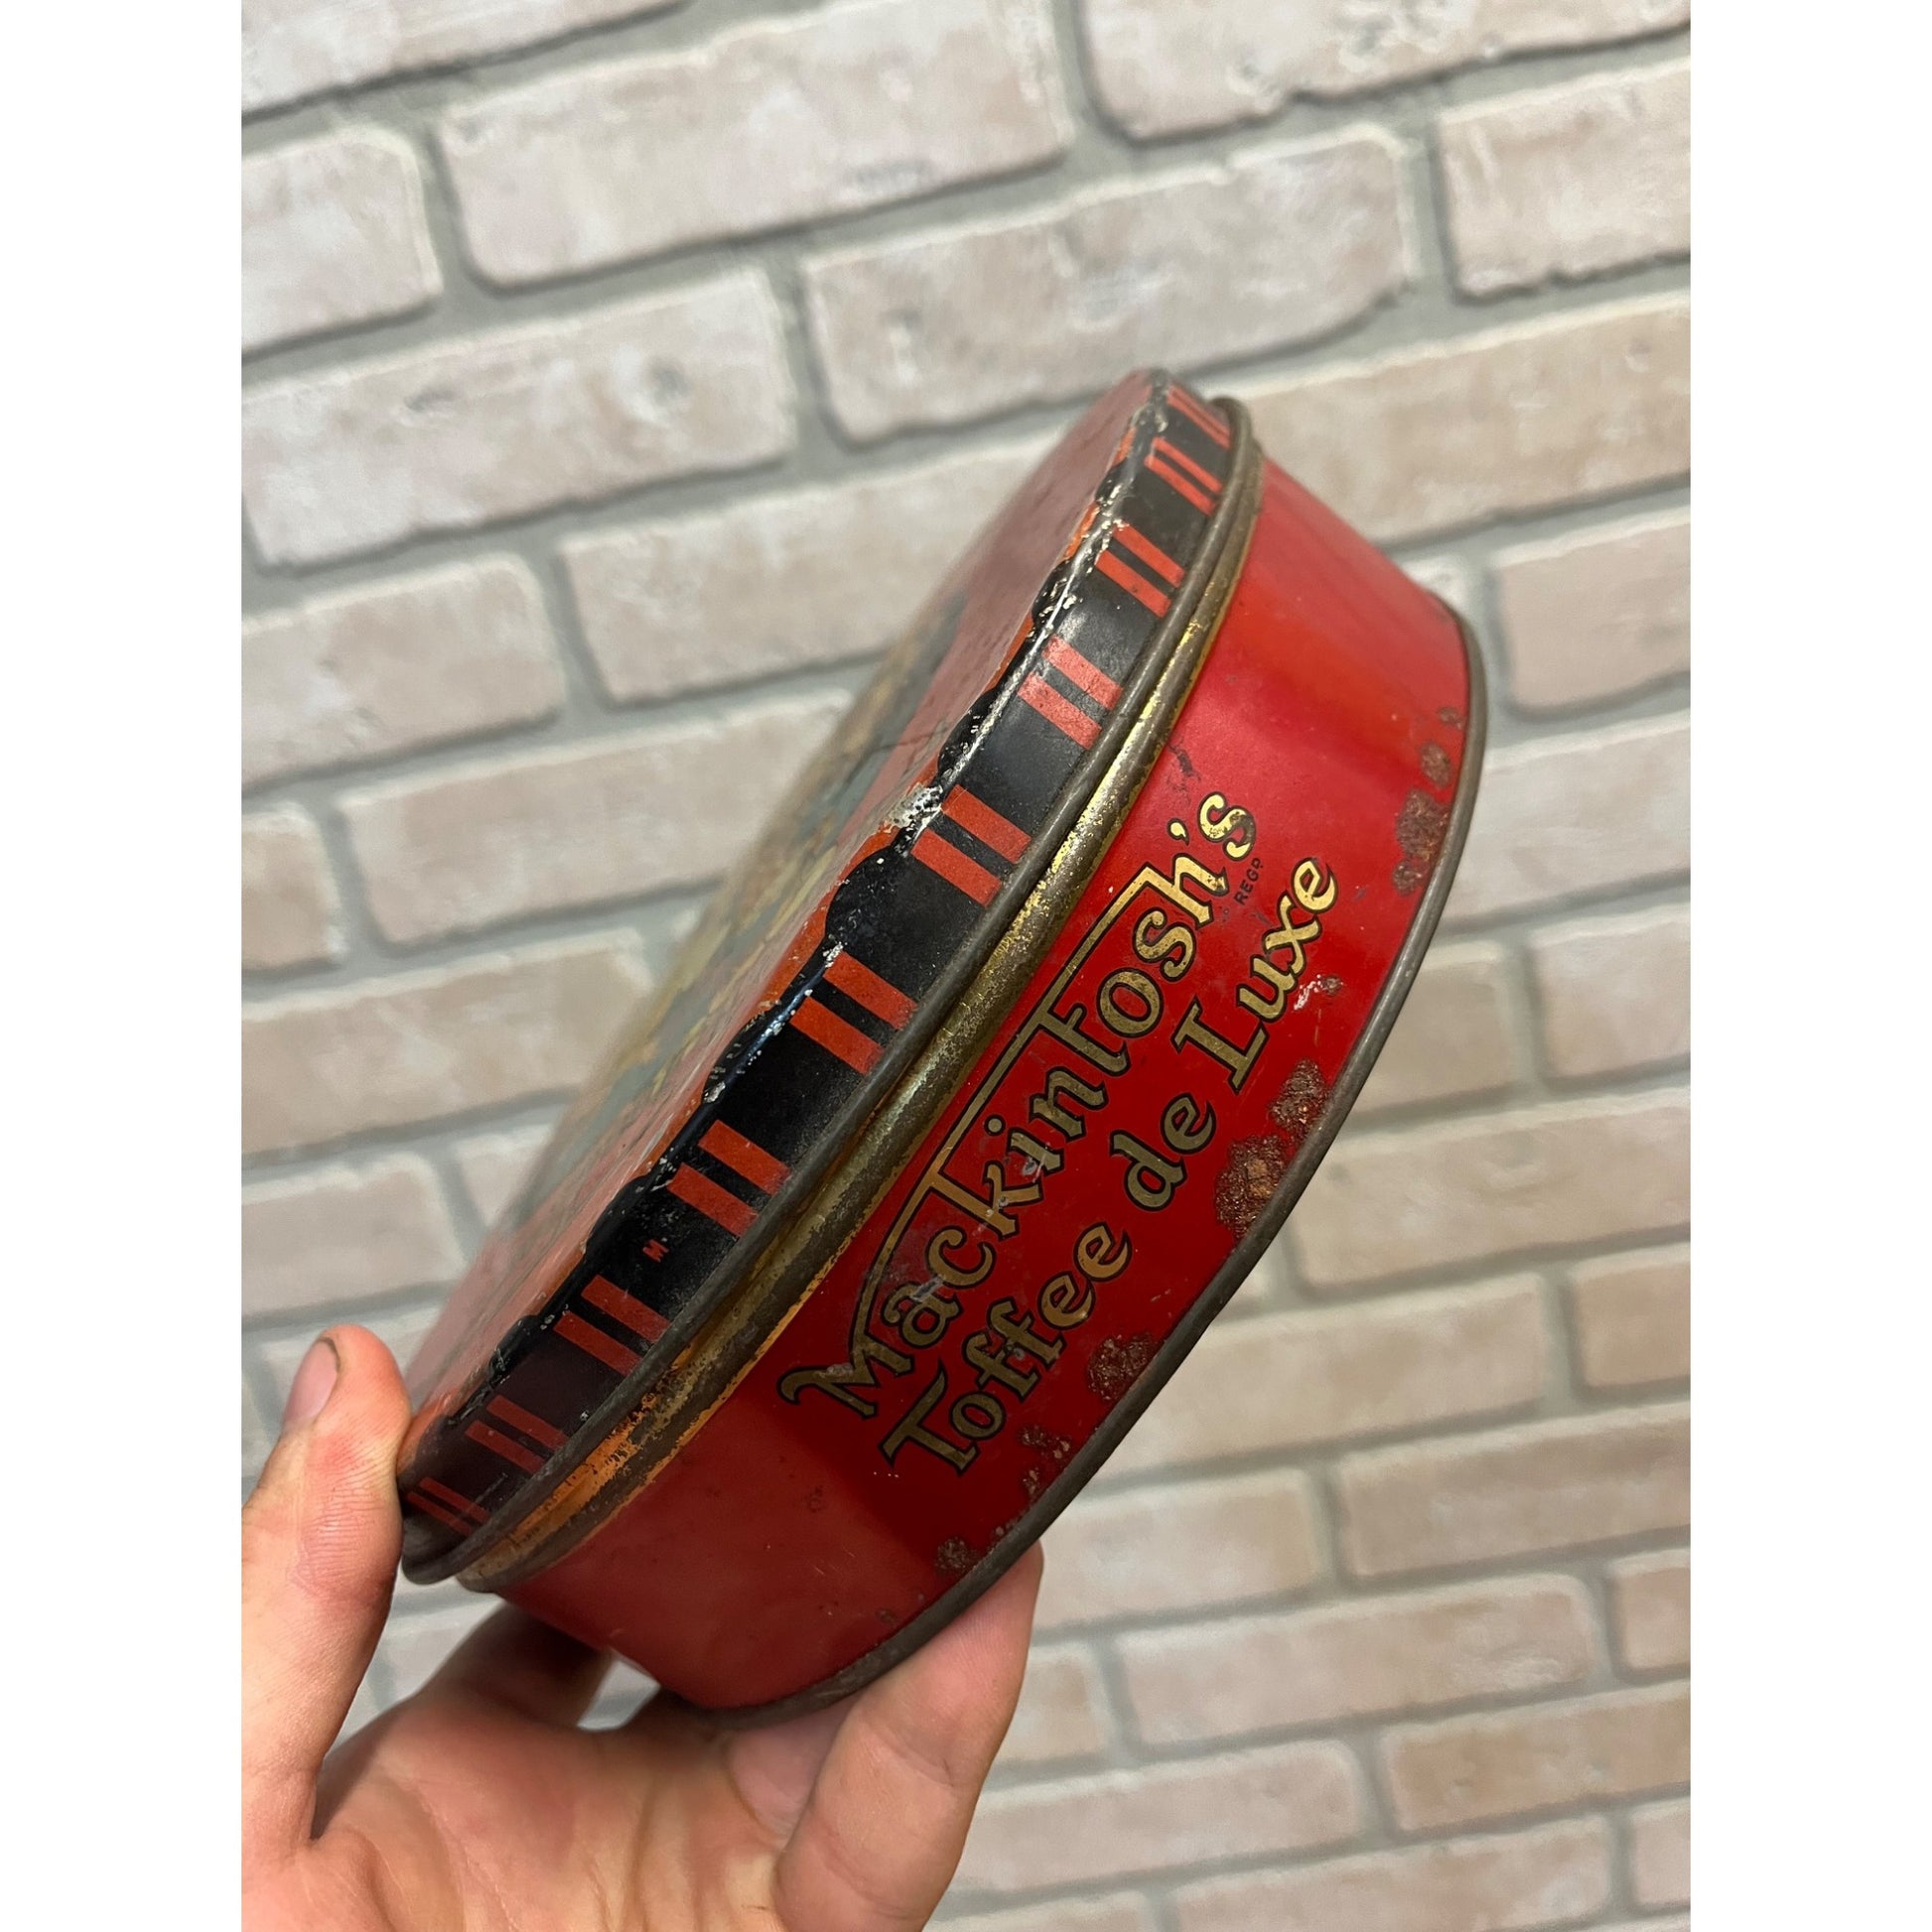 Mackintosh's
REGD
Toffee de Luxe
M